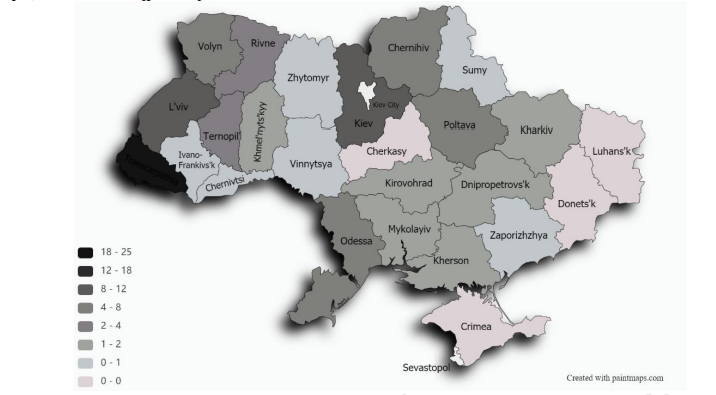 Volyn
Rivne
Zhytomyr
Chernihiv
Sumy
L'viv
Ternopil'
Khmel'nyts'kyy
Kiev City
Kiev
Poltava
Kharkiv
Luhans'k
Cherkasy
Ivano-
Frankivs'k
Chernivtsi
Vinnytsya
Kirovohrad
Dnipropetrovs'k
Donets'k
Odessa
Mykolayiv
Zaporizhzhya
Kherson
Crimea
Sevastopol
18 - 25
12 - 18
8 - 12
4 - 8
2 - 4
1 - 2
0 - 1
0 - 0
Created with paintmaps.com